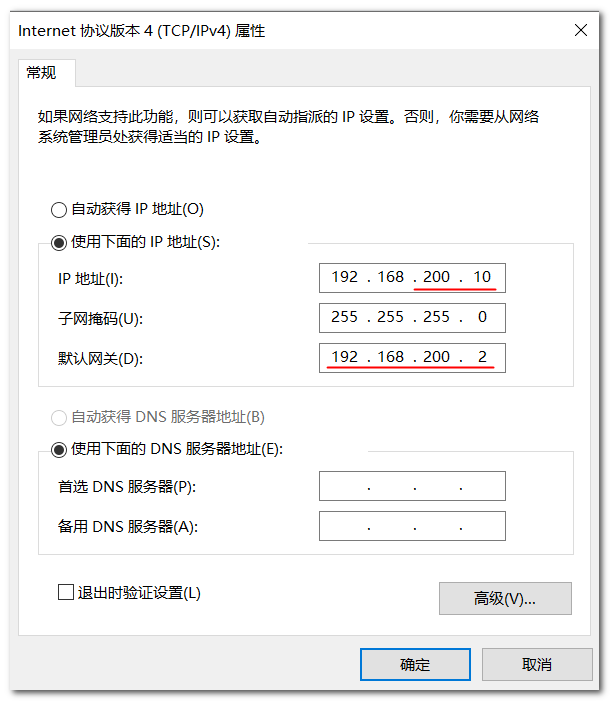 Internet 协议版本 4 (TCP/IPv4) 属性
常规
如果网络支持此功能，则可以获取自动指派的 IP 设置。否则，你需要从网络
系统管理员处获得适当的 IP 设置。
自动获得 IP 地址(O)
使用下面的 IP 地址(S):
IP 地址(I): 192 . 168 . 200 . 10
子网掩码(U): 255 . 255 . 255 . 0
默认网关(D): 192 . 168 . 200 . 2
自动获得 DNS 服务器地址(B)
使用下面的 DNS 服务器地址(E):
首选 DNS 服务器(P): . . .
备用 DNS 服务器(A): . . .
退出时验证设置(L)
高级(V)...
确定 取消